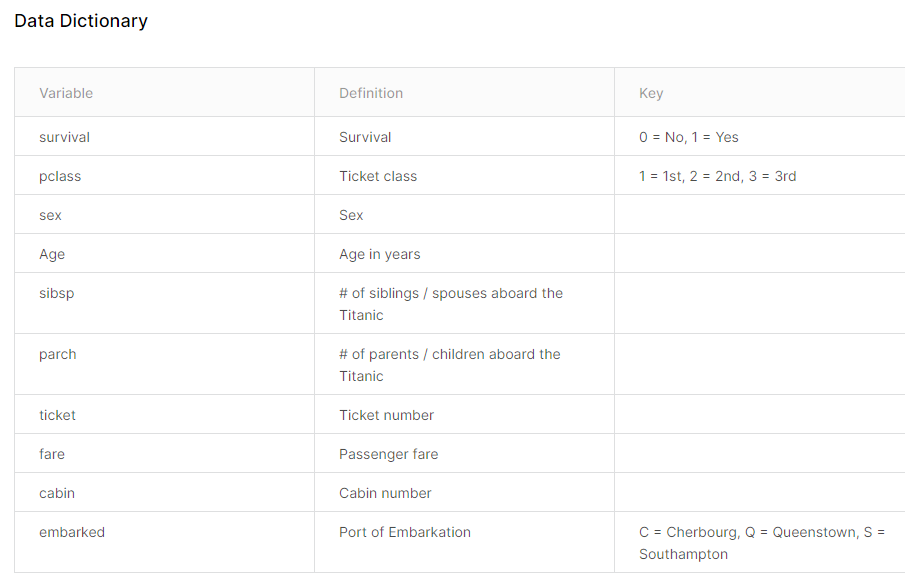 Data Dictionary
Variable Definition Key
survival Survival 0 = No, 1 = Yes
pclass Ticket class 1 = 1st, 2 = 2nd, 3 = 3rd
sex Sex
Age Age in years
sibsp # of siblings / spouses aboard the
Titanic
parch # of parents / children aboard the
Titanic
ticket Ticket number
fare Passenger fare
cabin Cabin number
embarked Port of Embarkation C = Cherbourg, Q = Queenstown, S =
Southampton